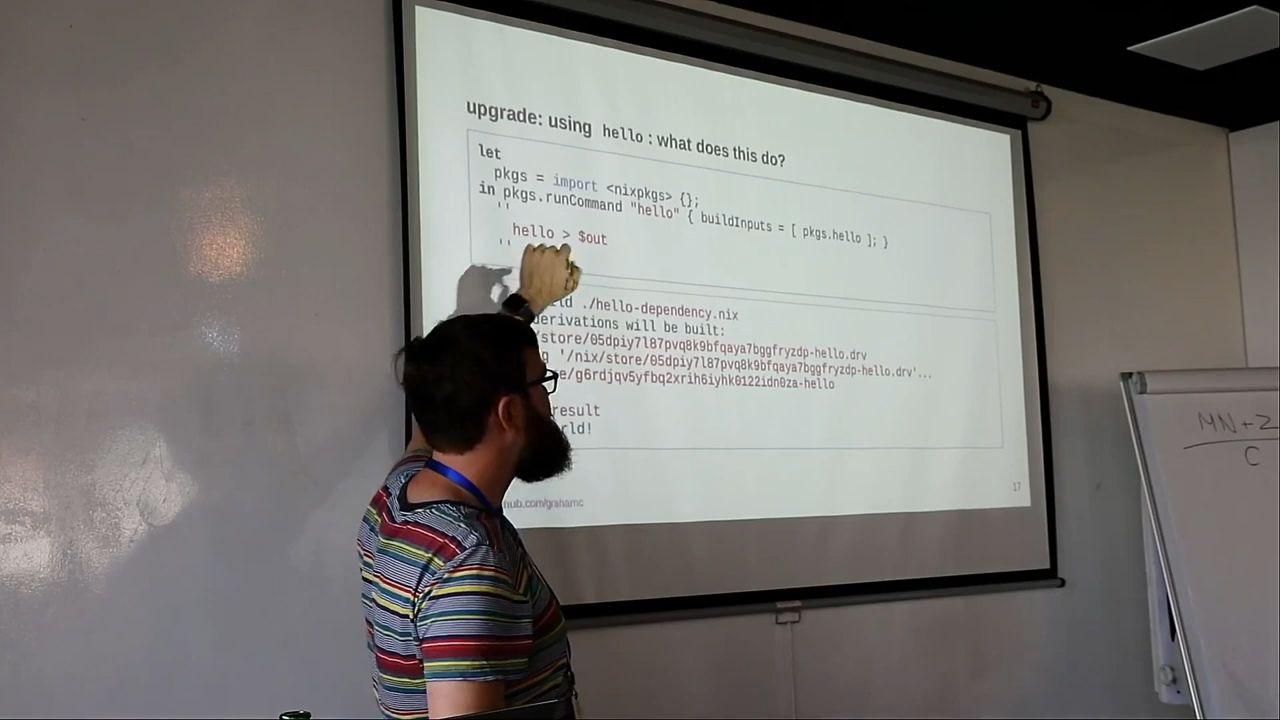 upgrade: using hello : what does this do?
let
pkgs = import <nixpkgs> {};
in pkgs.runCommand "hello" { buildInputs = [ pkgs.hello ]; }
''
hello > $out
''
ld ./hello-dependency.nix
derivations will be built:
/store/05dpiy7l87pvq8k9bfqaya7bggfryzdp-hello.drv
g '/nix/store/05dpiy7l87pvq8k9bfqaya7bggfryzdp-hello.drv'...
e/g6rdjqv5yfbq2xrih6iyhk0122idn0za-hello
result
rld!
hub.com/grahamc
17
MN+2
C